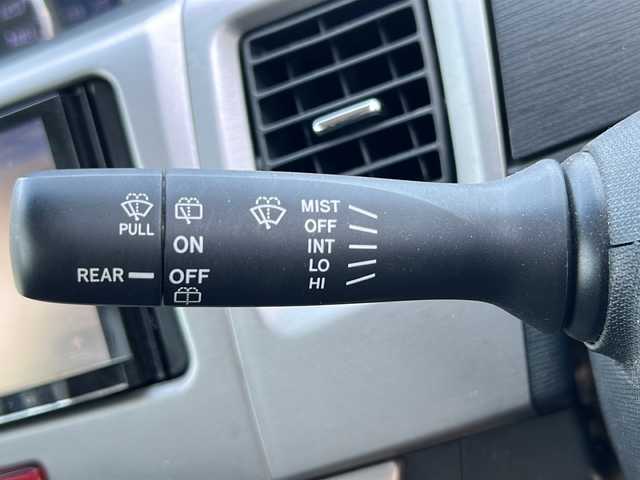 PULL
REAR
ON
OFF
MIST
OFF
INT
LO
HI